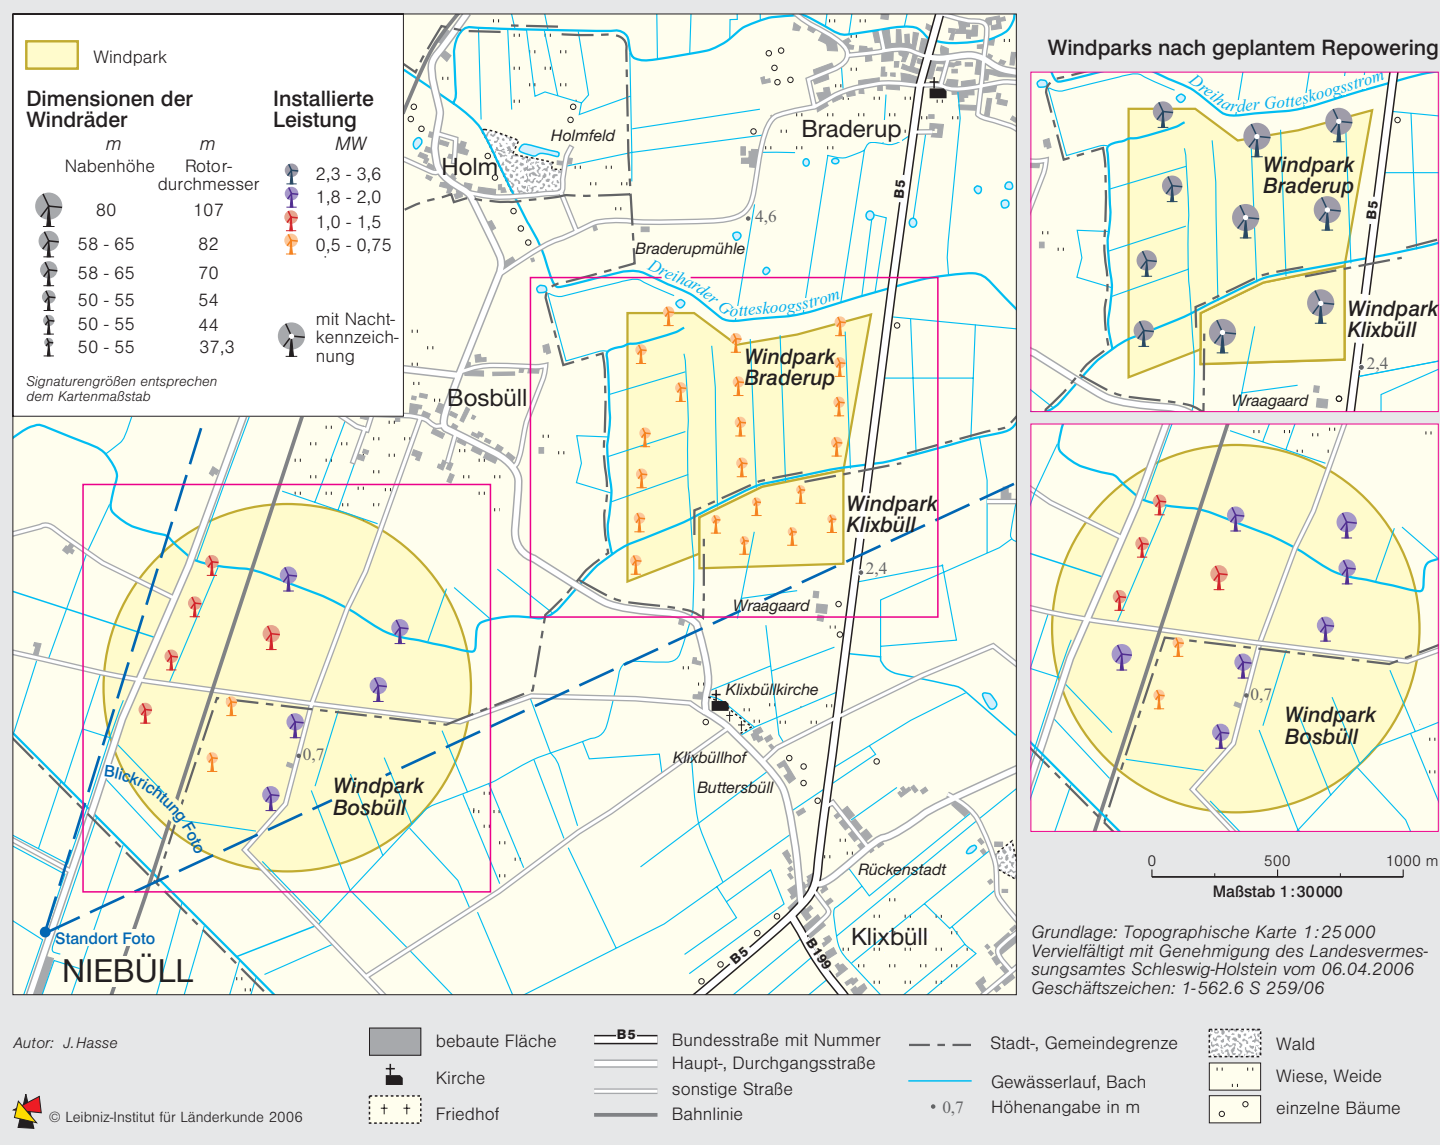 Windpark
Dimensionen der
Windräder
m
Nabenhöhe
m
Rotor-
durchmesser
80 107
58 - 65 82
58 - 65 70
50 - 55 54
50 - 55 44
50 - 55 37,3
Signaturengrößen entsprechen
dem Kartenmaßstab
Installierte
Leistung
MW
2,3 - 3,6
1,8 - 2,0
1,0 - 1,5
0,5 - 0,75
mit Nacht-
kennzeich-
nung
Holmfeld
Holm
Braderup
B5
4,6
Braderupmühle
Dreiharder Gotteskoogsstrom
Windpark
Braderup
Bosbüll
Windpark
Klixbüll
2,4
Wraagaard
Klixbüllkirche
Klixbüllhof
Buttersbüll
0,7
Windpark
Bosbüll
Blickrichtung Foto
Standort Foto
NIEBÜLL
Rückenstadt
Klixbüll
B5
B199
Windparks nach geplantem Repowering
Dreiharder Gotteskoogsstrom
Windpark
Braderup
B5
Windpark
Klixbüll
2,4
Wraagaard
0,7
Windpark
Bosbüll
0 500 1000 m
Maßstab 1:30000
Grundlage: Topographische Karte 1:25000
Vervielfältigt mit Genehmigung des Landesvermes-
sungsamtes Schleswig-Holstein vom 06.04.2006
Geschäftszeichen: 1-562.6 S 259/06
Autor: J.Hasse
© Leibniz-Institut für Länderkunde 2006
bebaute Fläche
Kirche
Friedhof
B5 Bundesstraße mit Nummer
Haupt-, Durchgangsstraße
sonstige Straße
Bahnlinie
Stadt-, Gemeindegrenze
Gewässerlauf, Bach
0,7 Höhenangabe in m
Wald
Wiese, Weide
einzelne Bäume